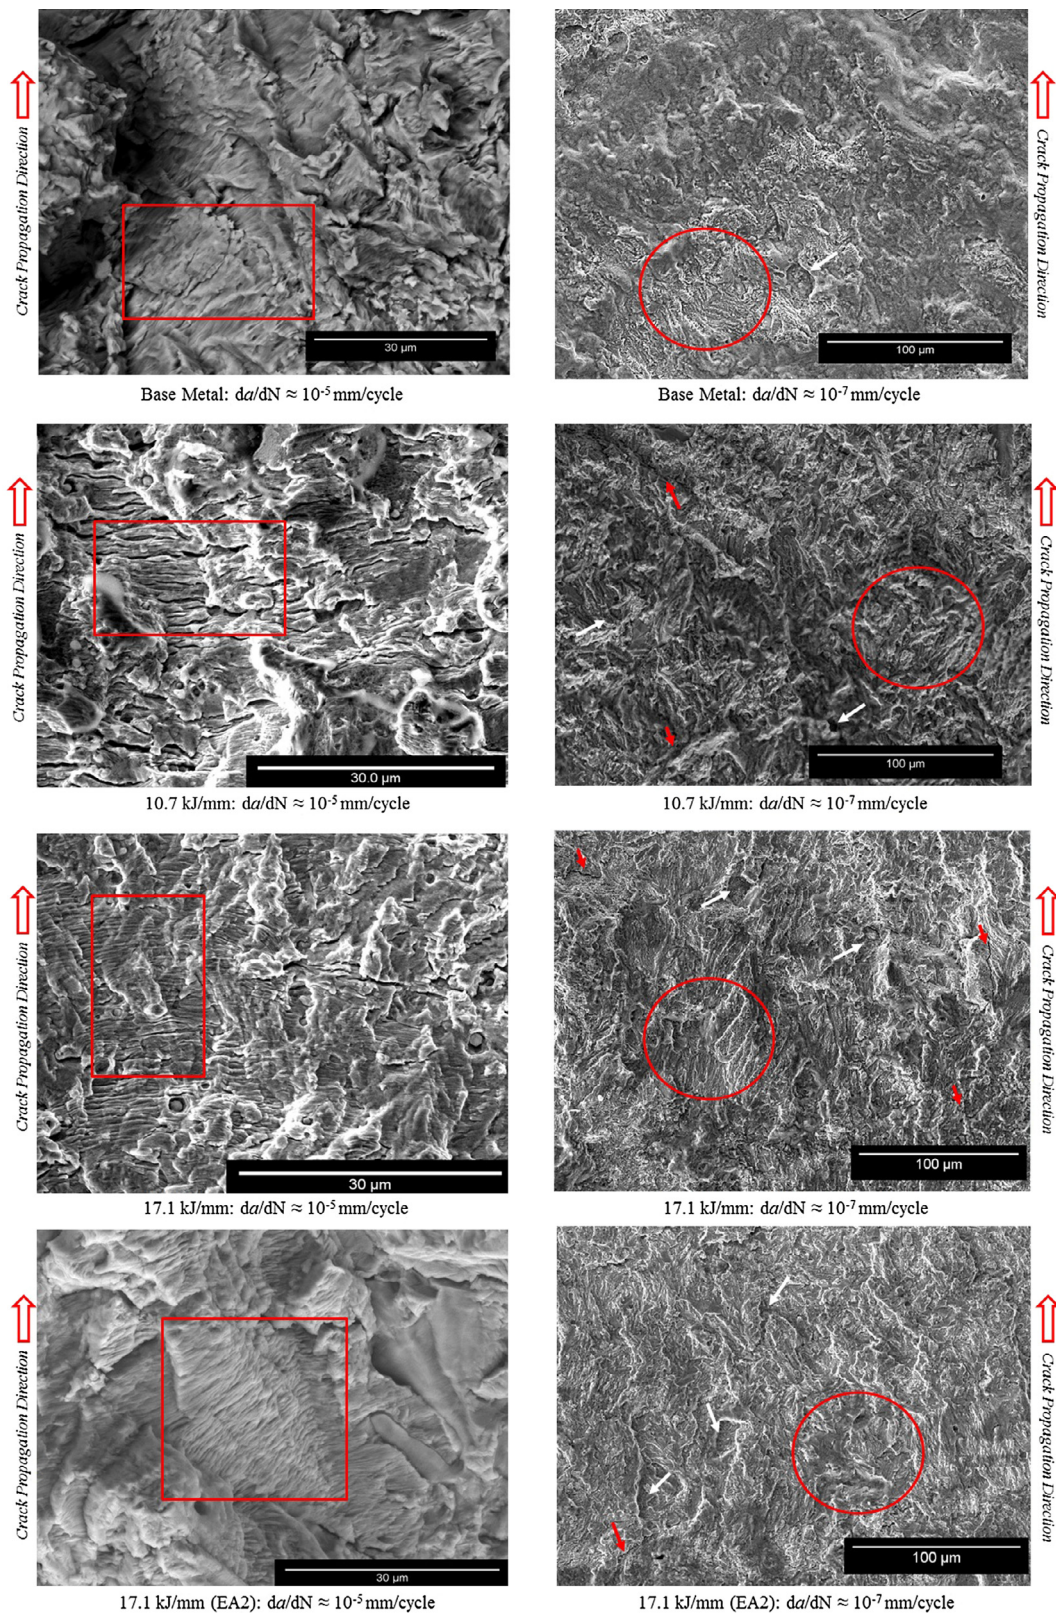 Crack Propagation Direction
30 µm
100 µm
Crack Propagation Direction
Base Metal: da/dN ≈ 10⁻⁵ mm/cycle
Base Metal: da/dN ≈ 10⁻⁷ mm/cycle
Crack Propagation Direction
30.0 µm
100 µm
Crack Propagation Direction
10.7 kJ/mm: da/dN ≈ 10⁻⁵ mm/cycle
10.7 kJ/mm: da/dN ≈ 10⁻⁷ mm/cycle
Crack Propagation Direction
30 µm
100 µm
Crack Propagation Direction
17.1 kJ/mm: da/dN ≈ 10⁻⁵ mm/cycle
17.1 kJ/mm: da/dN ≈ 10⁻⁷ mm/cycle
Crack Propagation Direction
30 µm
100 µm
Crack Propagation Direction
17.1 kJ/mm (EA2): da/dN ≈ 10⁻⁵ mm/cycle
17.1 kJ/mm (EA2): da/dN ≈ 10⁻⁷ mm/cycle